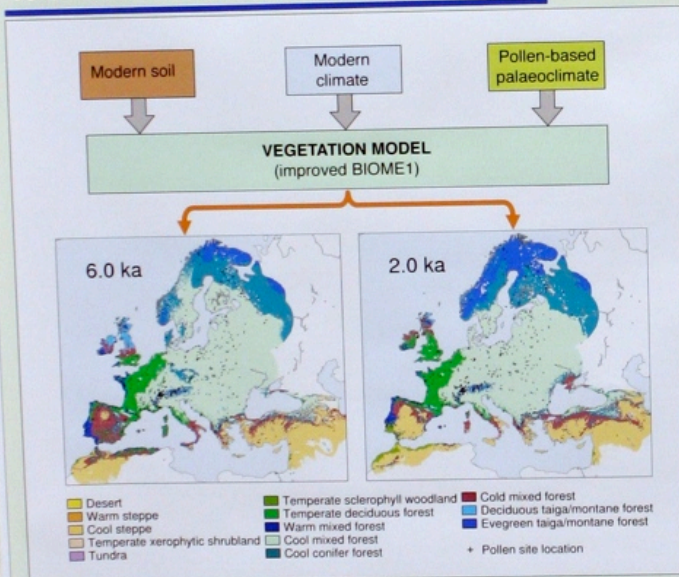 Modern soil
Modern
climate
Pollen-based
palaeoclimate
VEGETATION MODEL
(improved BIOME1)
6.0 ka
2.0 ka
Desert
Warm steppe
Cool steppe
Temperate xerophytic shrubland
Tundra
Temperate sclerophyll woodland
Temperate deciduous forest
Warm mixed forest
Cool mixed forest
Cool conifer forest
Cold mixed forest
Deciduous taiga/montane forest
Evegreen taiga/montane forest
+ Pollen site location